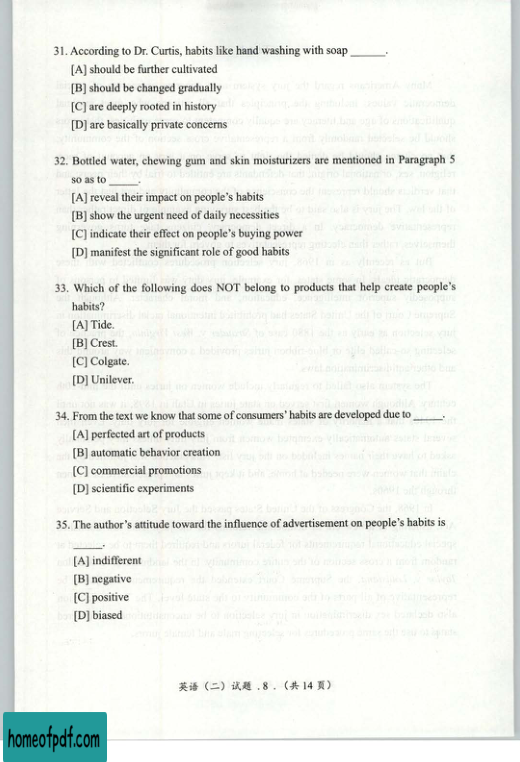 31. According to Dr. Curtis, habits like hand washing with soap ______.
[A] should be further cultivated
[B] should be changed gradually
[C] are deeply rooted in history
[D] are basically private concerns
32. Bottled water, chewing gum and skin moisturizers are mentioned in Paragraph 5
so as to _____.
[A] reveal their impact on people's habits
[B] show the urgent need of daily necessities
[C] indicate their effect on people's buying power
[D] manifest the significant role of good habits
33. Which of the following does NOT belong to products that help create people's
habits?
[A] Tide.
[B] Crest.
[C] Colgate.
[D] Unilever.
34. From the text we know that some of consumers' habits are developed due to _____.
[A] perfected art of products
[B] automatic behavior creation
[C] commercial promotions
[D] scientific experiments
35. The author's attitude toward the influence of advertisement on people's habits is
_____.
[A] indifferent
[B] negative
[C] positive
[D] biased
英语（二）试题 .8 .（共14页）
homeofpdf.com